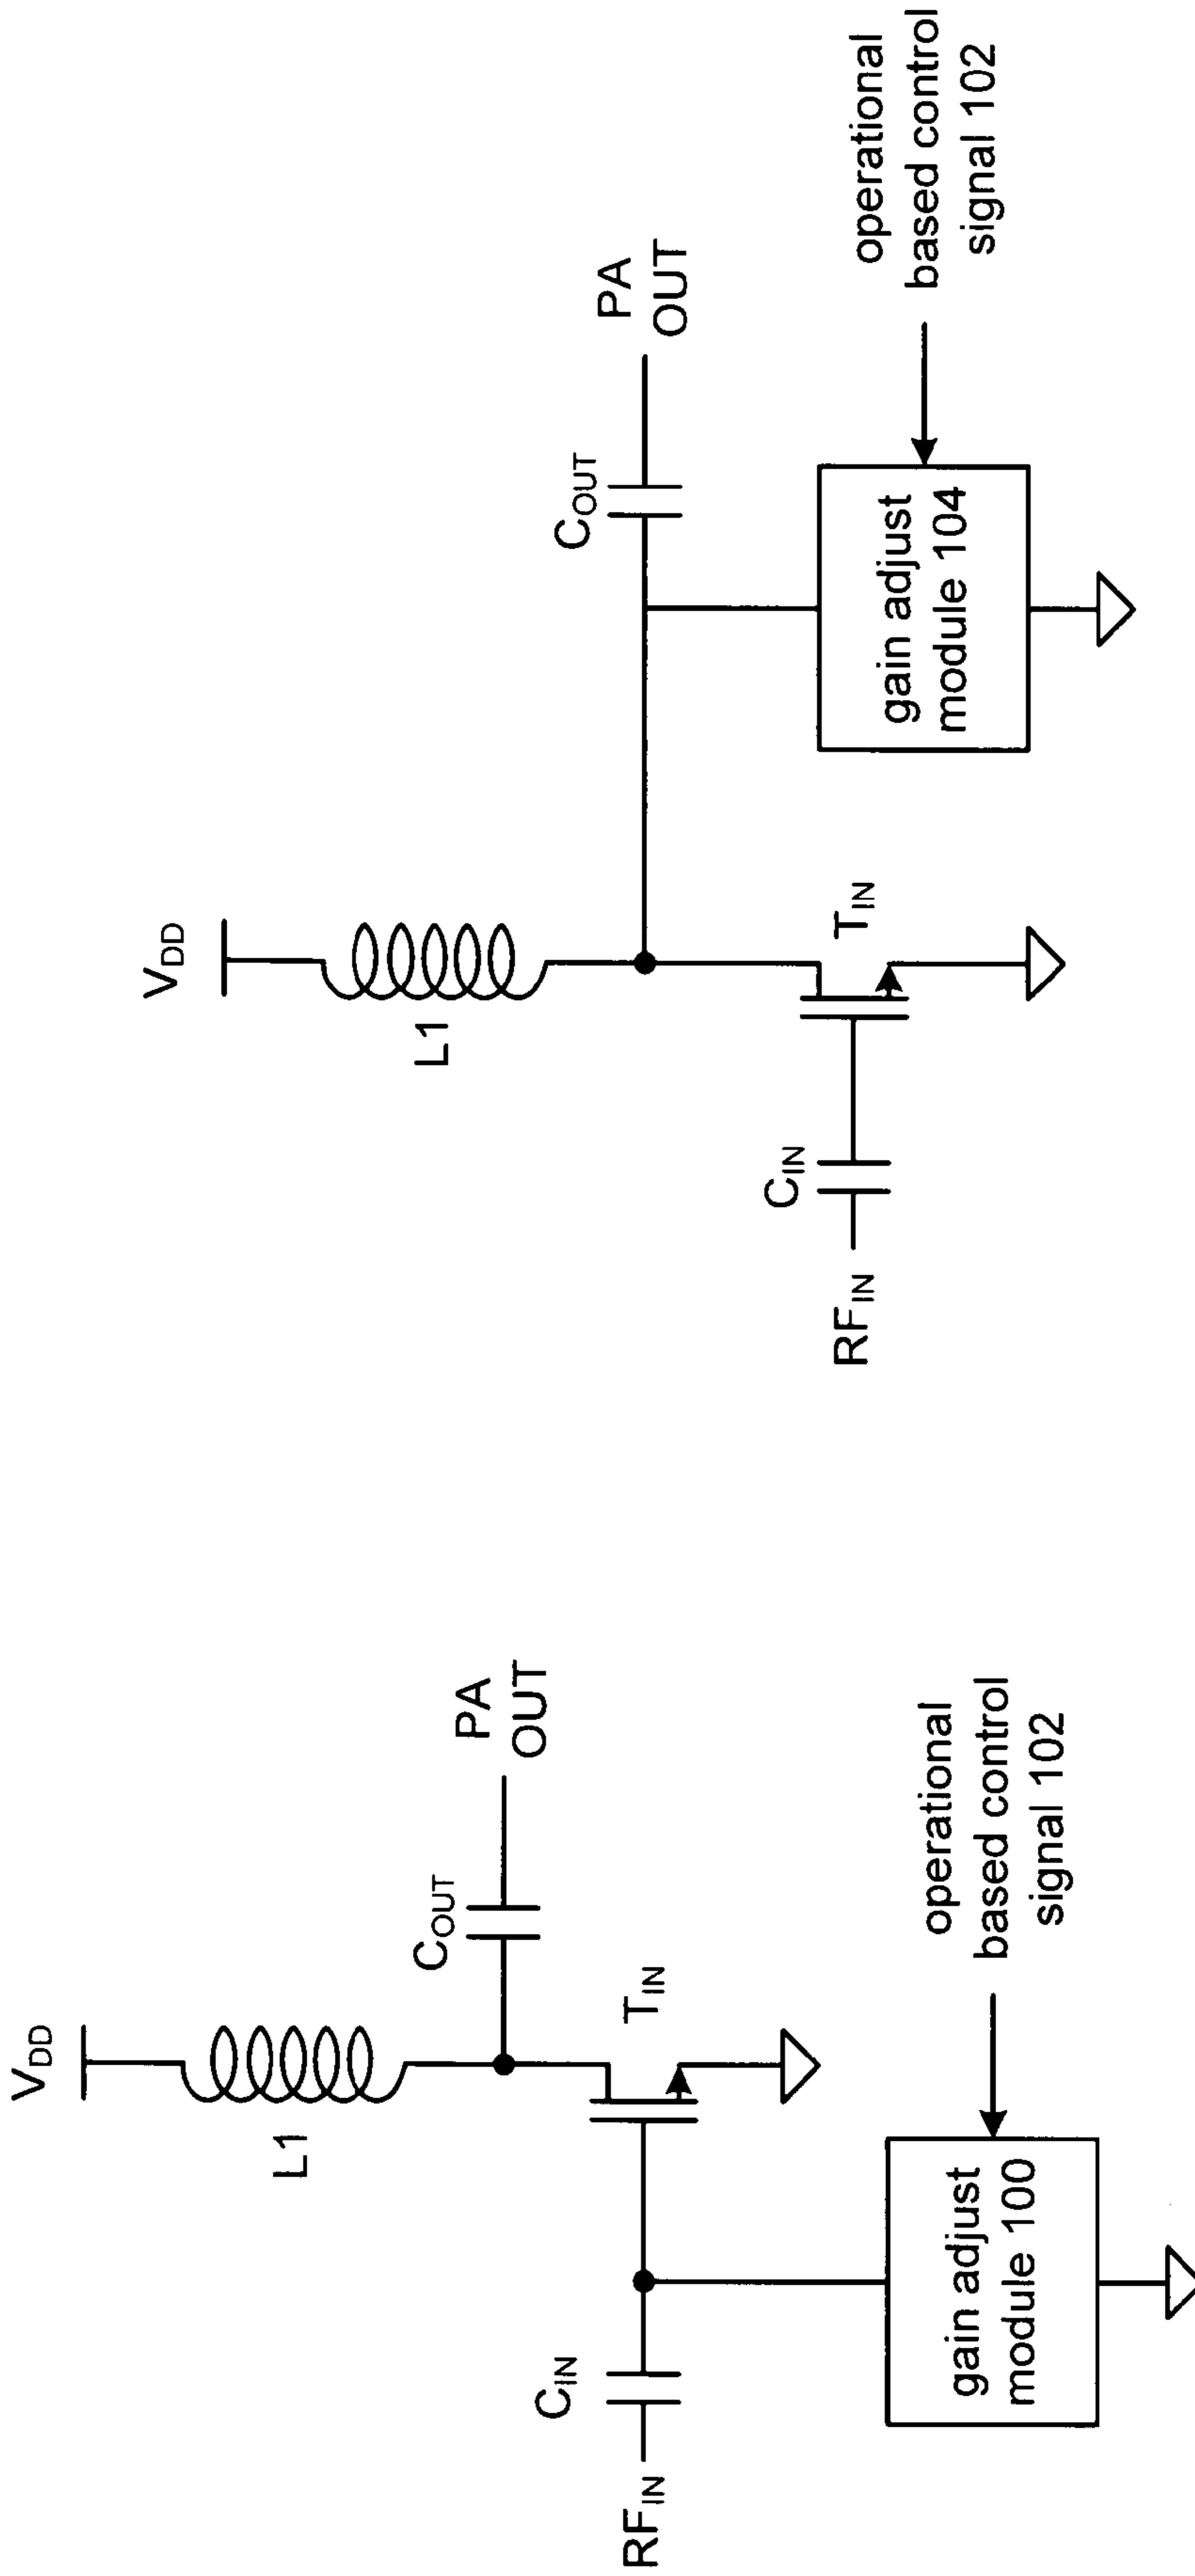 V_DD
L1
C_OUT
PA
OUT
T_IN
C_IN
RF_IN
gain adjust
module 100
operational
based control
signal 102
V_DD
L1
C_OUT
PA
OUT
T_IN
C_IN
RF_IN
gain adjust
module 104
operational
based control
signal 102